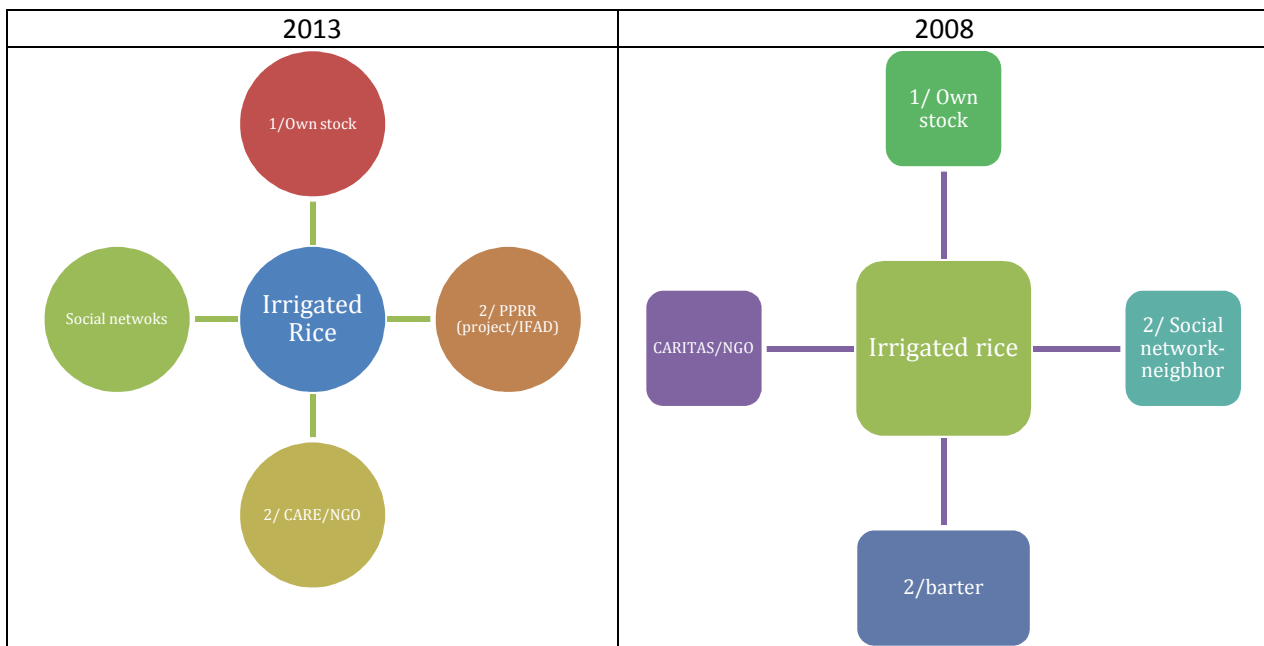 2013
2008
1/Own stock
Social netwoks
Irrigated
Rice
2/ PPRR
(project/IFAD)
2/ CARE/NGO
1/ Own
stock
CARITAS/NGO
Irrigated rice
2/ Social
network-
neigbhor
2/barter